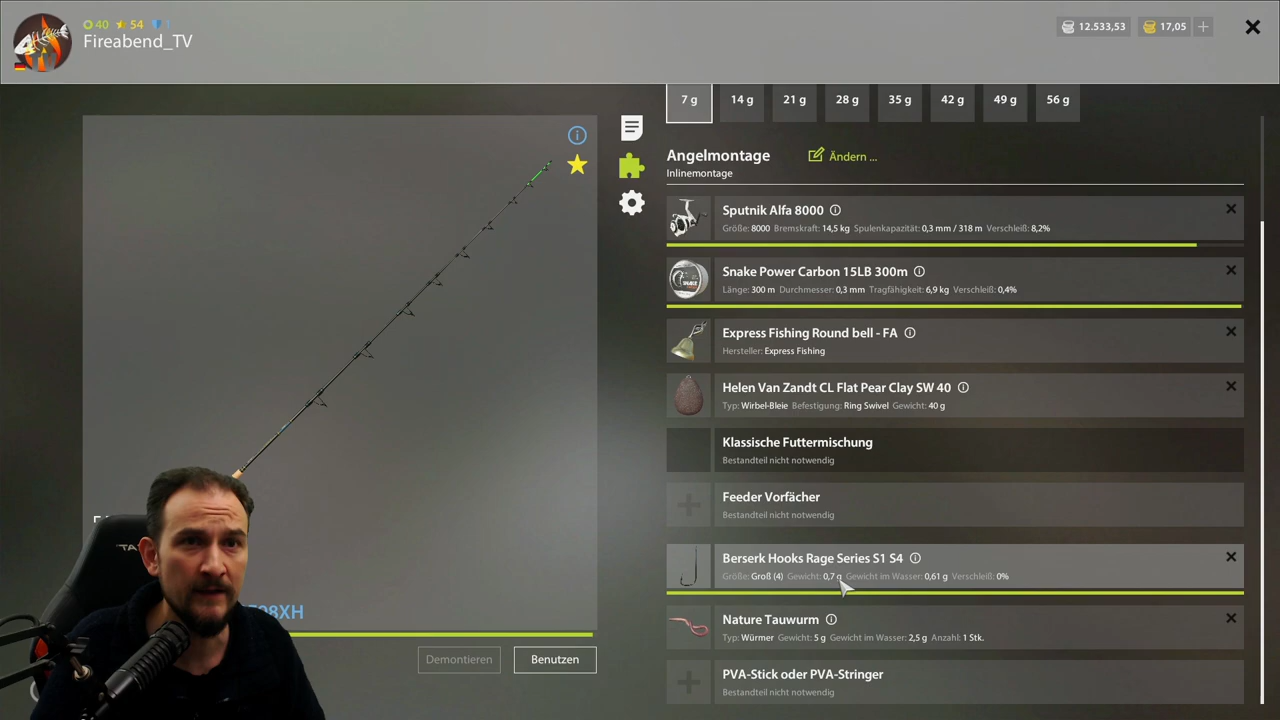 40 54 1
Fireabend_TV
12.533,53 17,05
7 g 14 g 21 g 28 g 35 g 42 g 49 g 56 g
Angelmontage Ändern ...
Inlinemontage
Sputnik Alfa 8000
Größe: 8000 Bremskraft: 14,5 kg Spulenkapazität: 0,3 mm / 318 m Verschleiß: 8,2%
Snake Power Carbon 15LB 300m
Länge: 300 m Durchmesser: 0,3 mm Tragfähigkeit: 6,9 kg Verschleiß: 0,4%
Express Fishing Round bell - FA
Hersteller: Express Fishing
Helen Van Zandt CL Flat Pear Clay SW 40
Typ: Wirbel-Bleie Befestigung: Ring Swivel Gewicht: 40 g
Klassische Futtermischung
Bestandteil nicht notwendig
Feeder Vorfächer
Bestandteil nicht notwendig
Berserk Hooks Rage Series S1 S4
Größe: Groß (4) Gewicht: 0,7 g Gewicht im Wasser: 0,61 g Verschleiß: 0%
Nature Tauwurm
Typ: Würmer Gewicht: 5 g Gewicht im Wasser: 2,5 g Anzahl: 1 Stk.
PVA-Stick oder PVA-Stringer
Bestandteil nicht notwendig
98XH
Demontieren Benutzen